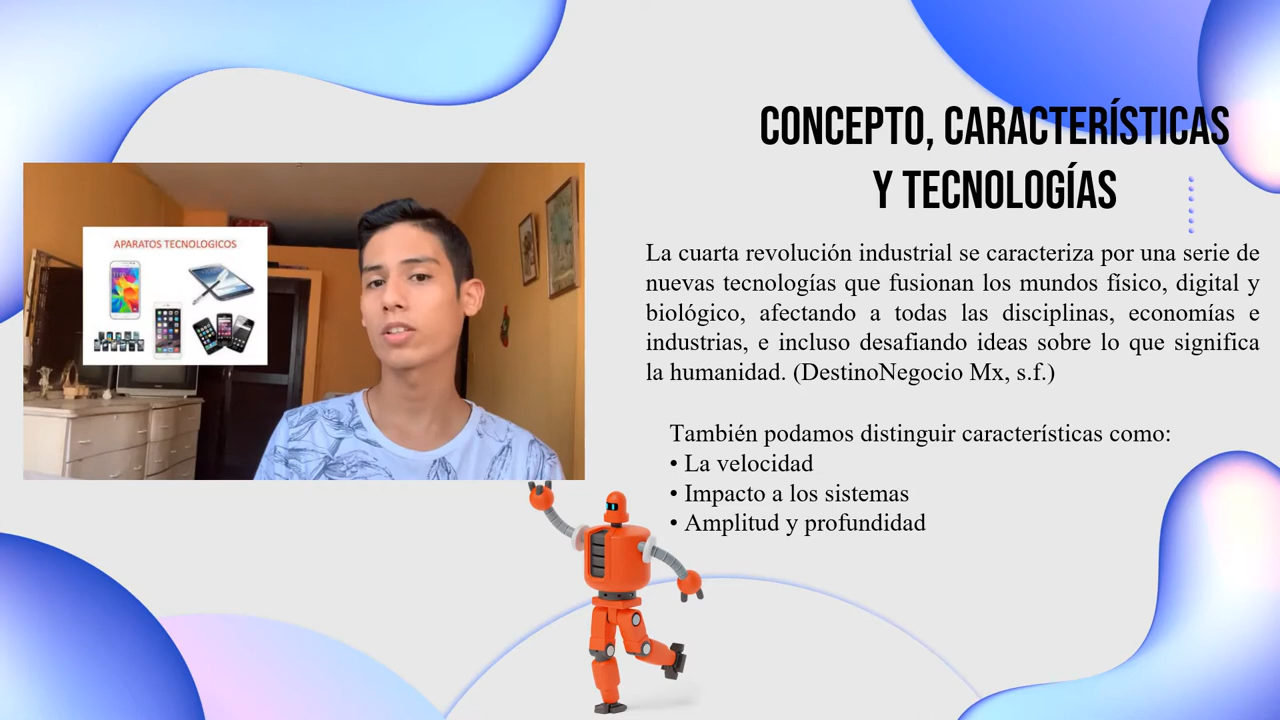 CONCEPTO, CARACTERÍSTICAS
Y TECNOLOGÍAS
APARATOS TECNOLOGICOS
La cuarta revolución industrial se caracteriza por una serie de
nuevas tecnologías que fusionan los mundos físico, digital y
biológico, afectando a todas las disciplinas, economías e
industrias, e incluso desafiando ideas sobre lo que significa
la humanidad. (DestinoNegocio Mx, s.f.)
También podamos distinguir características como:
• La velocidad
• Impacto a los sistemas
• Amplitud y profundidad